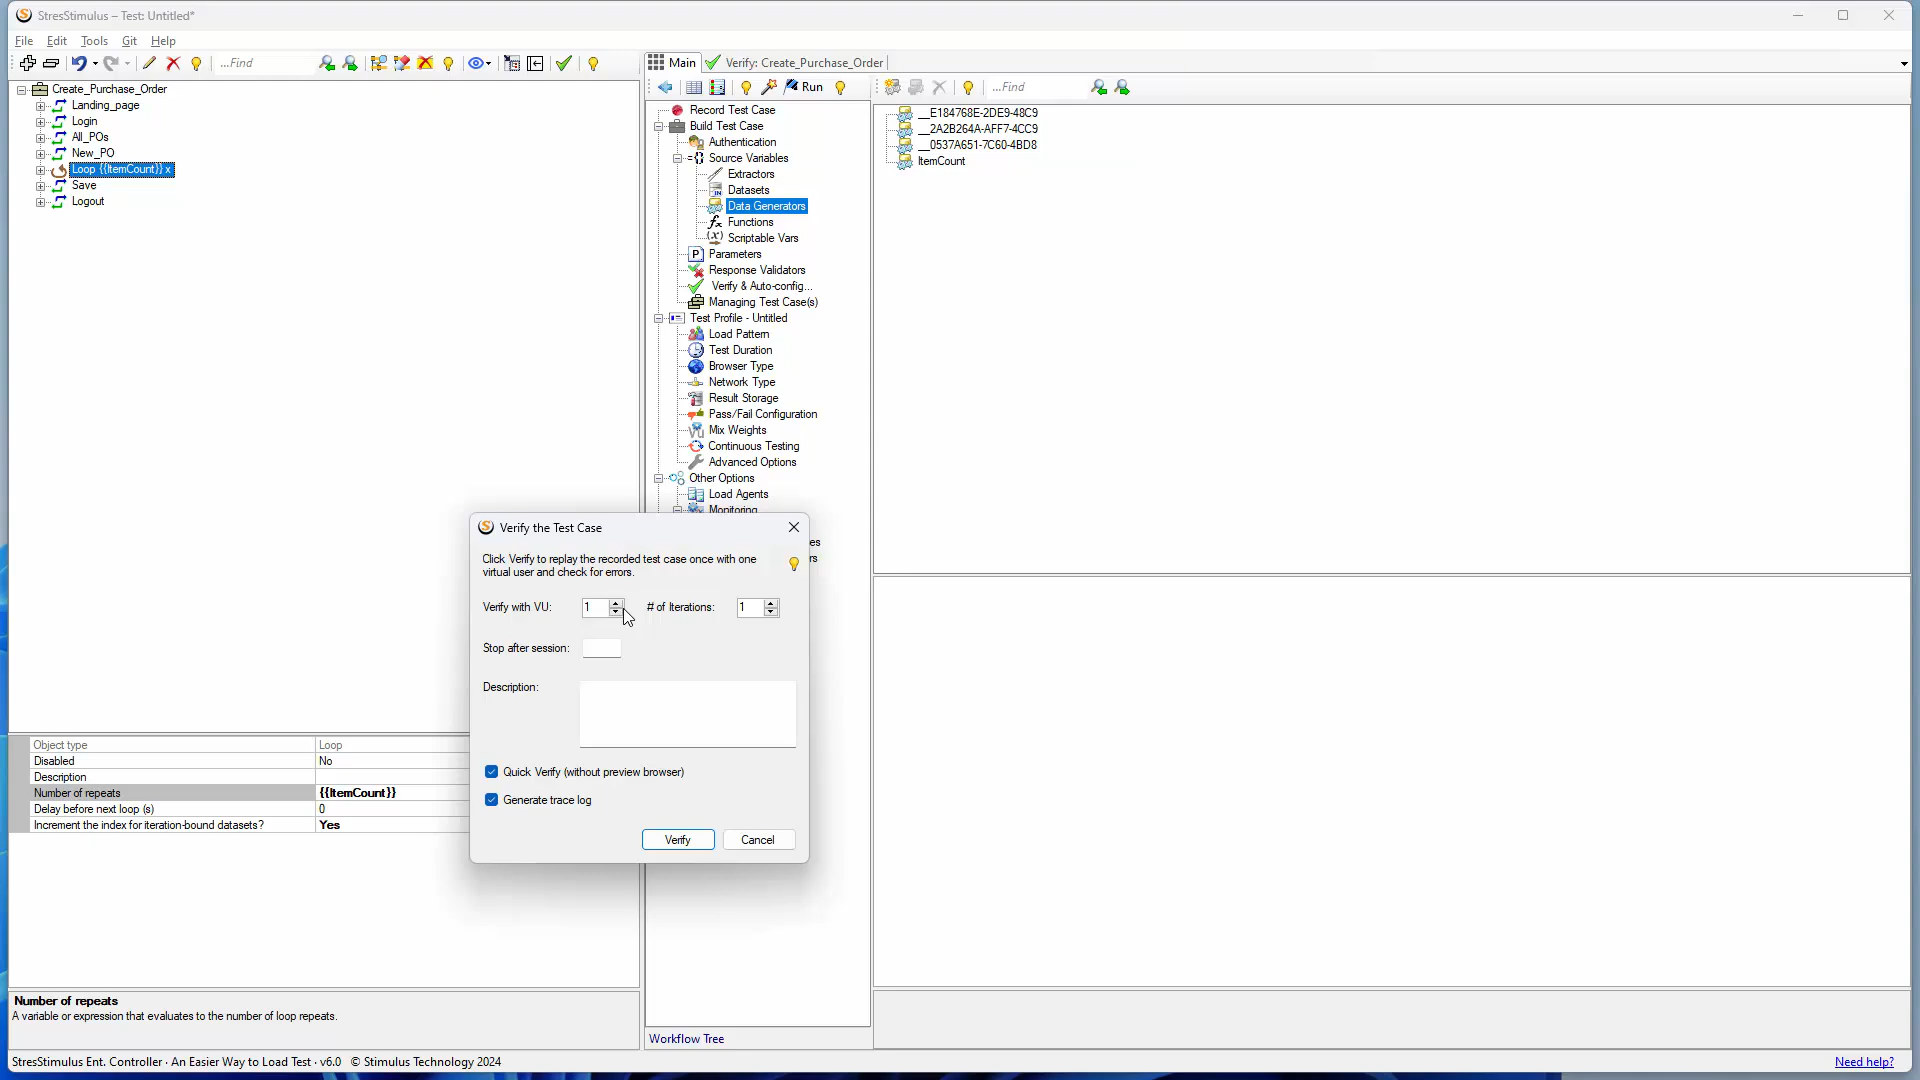 StresStimulus – Test: Untitled*
File Edit Tools Git Help
...Find
Create_Purchase_Order
Landing_page
Login
All_POs
New_PO
Loop {{ItemCount}} x
Save
Logout
Main
Verify: Create_Purchase_Order
Run
...Find
Record Test Case
Build Test Case
Authentication
Source Variables
Extractors
Datasets
Data Generators
Functions
Scriptable Vars
Parameters
Response Validators
Verify & Auto-config...
Managing Test Case(s)
Test Profile - Untitled
Load Pattern
Test Duration
Browser Type
Network Type
Result Storage
Pass/Fail Configuration
Mix Weights
Continuous Testing
Advanced Options
Other Options
Load Agents
Monitoring
es
rs
__E184768E-2DE9-48C9
__2A2B264A-AFF7-4CC9
__0537A651-7C60-4BD8
ItemCount
Verify the Test Case
Click Verify to replay the recorded test case once with one
virtual user and check for errors.
Verify with VU: 1 # of Iterations: 1
Stop after session:
Description:
Quick Verify (without preview browser)
Generate trace log
Verify Cancel
Object type Loop
Disabled No
Description
Number of repeats {{ItemCount}}
Delay before next loop (s) 0
Increment the index for iteration-bound datasets? Yes
Number of repeats
A variable or expression that evaluates to the number of loop repeats.
Workflow Tree
StresStimulus Ent. Controller · An Easier Way to Load Test · v6.0 © Stimulus Technology 2024
Need help?